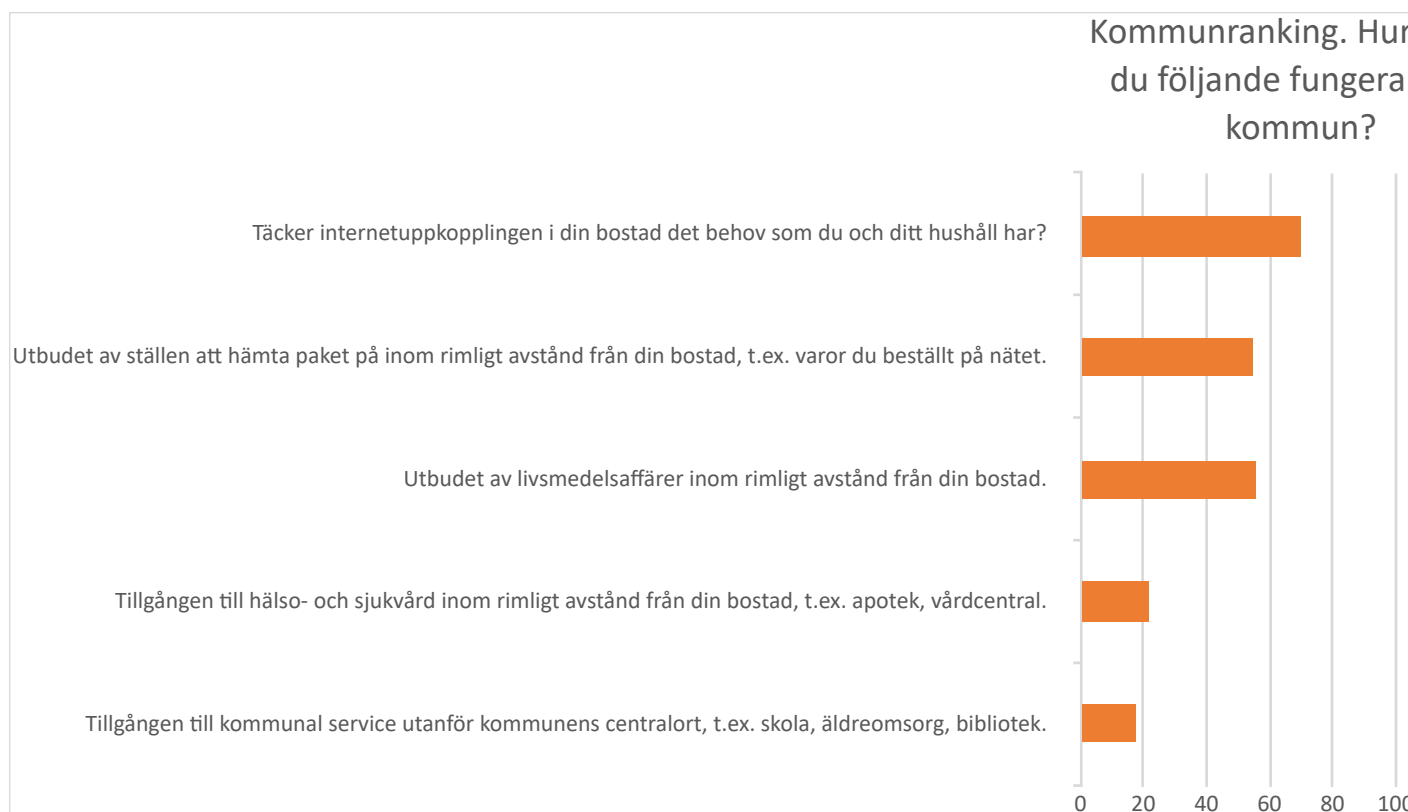 Kommunranking. Hur
du följande fungera
kommun?
Täcker internetuppkopplingen i din bostad det behov som du och ditt hushåll har?
Utbudet av ställen att hämta paket på inom rimligt avstånd från din bostad, t.ex. varor du beställt på nätet.
Utbudet av livsmedelsaffärer inom rimligt avstånd från din bostad.
Tillgången till hälso- och sjukvård inom rimligt avstånd från din bostad, t.ex. apotek, vårdcentral.
Tillgången till kommunal service utanför kommunens centralort, t.ex. skola, äldreomsorg, bibliotek.
0 20 40 60 80 100